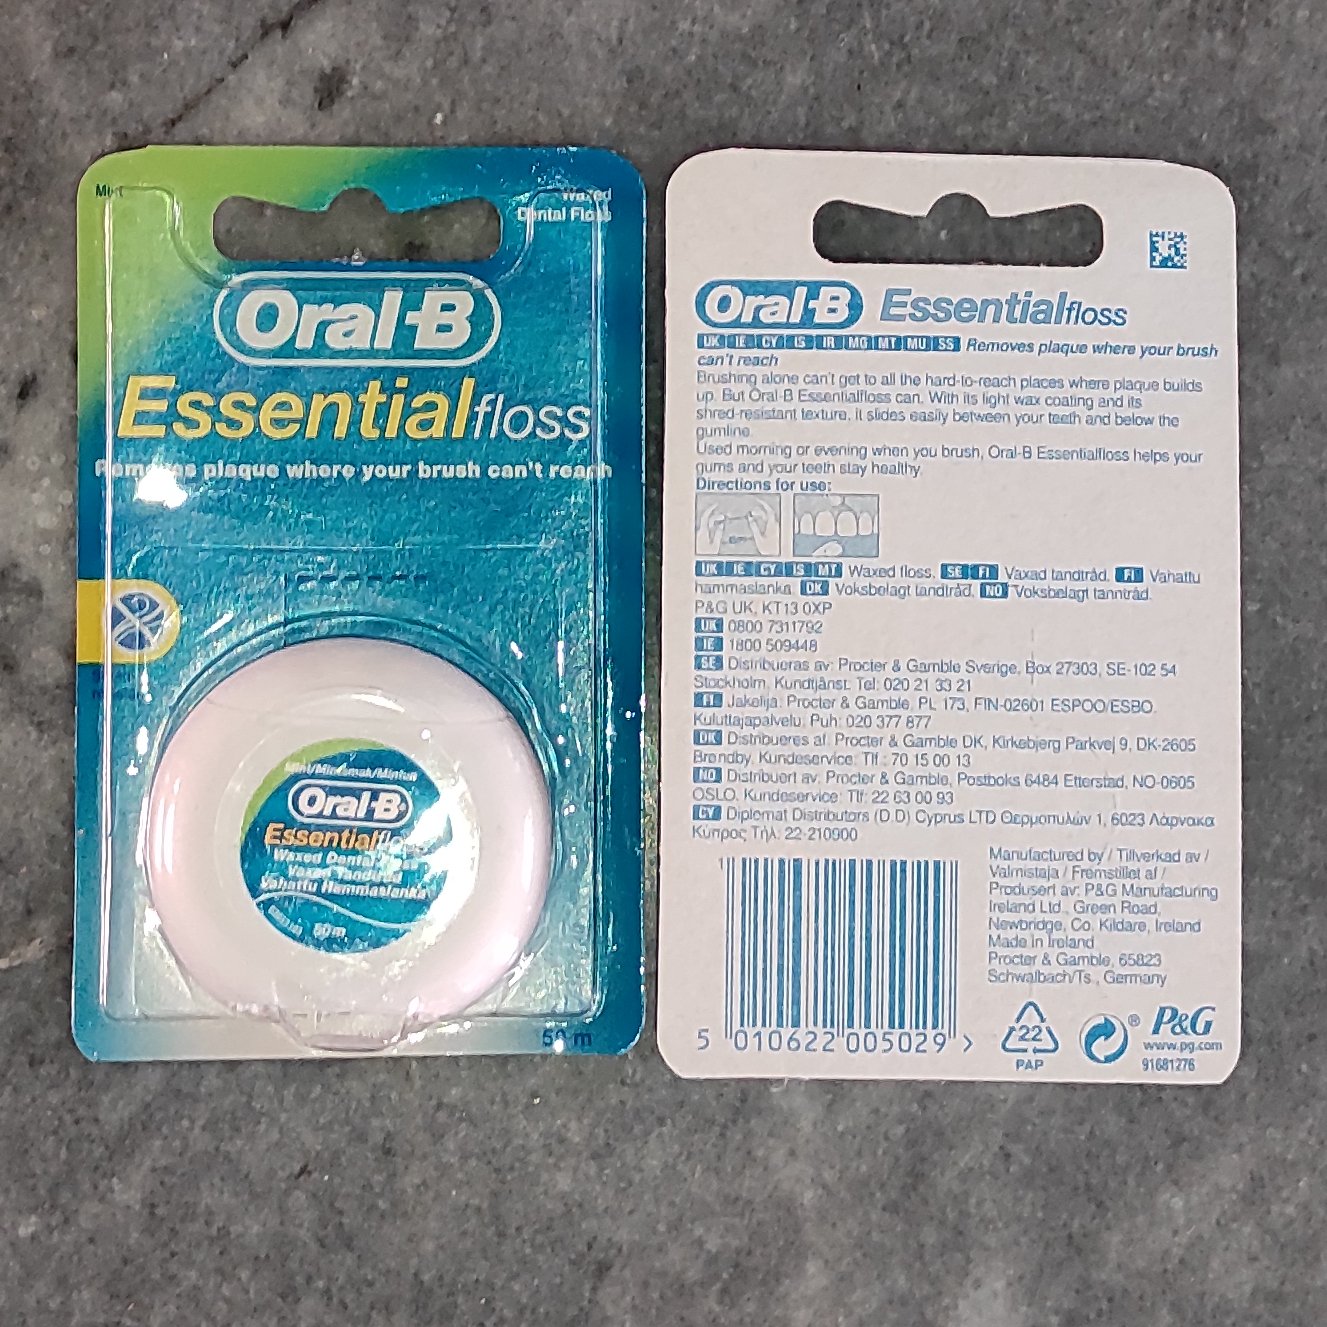 Mint
Waxed
Dental Floss
Oral-B
Essentialfloss
Removes plaque where your brush can't reach
Mint/Mintsmak/Mintun
Oral-B
Essentialfloss
Waxed Dental Floss
Vaxad Tandtråd
Vahattu Hammaslanka
50m
50 m
Oral-B Essentialfloss
UK IE CY IS IR MG MT MU SS Removes plaque where your brush
can't reach
Brushing alone can't get to all the hard-to-reach places where plaque builds
up. But Oral-B Essentialfloss can. With its light wax coating and its
shred-resistant texture, it slides easily between your teeth and below the
gumline.
Used morning or evening when you brush, Oral-B Essentialfloss helps your
gums and your teeth stay healthy.
Directions for use:
UK IE CY IS MT Waxed floss. SE FI Vaxad tandtråd. FI Vahattu
hammaslanka. DK Voksbelagt tandtråd. NO Voksbelagt tanntråd.
P&G UK, KT13 0XP
UK 0800 7311792
IE 1800 509448
SE Distribueras av: Procter & Gamble Sverige, Box 27303, SE-102 54
Stockholm. Kundtjänst: Tel: 020 21 33 21
FI Jakelija: Procter & Gamble, PL 173, FIN-02601 ESPOO/ESBO.
Kuluttajapalvelu: Puh: 020 377 877
DK Distribueres af: Procter & Gamble DK, Kirkebjerg Parkvej 9, DK-2605
Brøndby. Kundeservice: Tlf.: 70 15 00 13
NO Distribuert av: Procter & Gamble, Postboks 6484 Etterstad, NO-0605
OSLO. Kundeservice: Tlf: 22 63 00 93
CY Diplomat Distributors (D.D) Cyprus LTD Θερμοπυλών 1, 6023 Λάρνακα
Κύπρος Τήλ: 22-210900
Manufactured by / Tillverkad av /
Valmistaja / Fremstillet af /
Produsert av: P&G Manufacturing
Ireland Ltd., Green Road,
Newbridge, Co. Kildare, Ireland
Made in Ireland
Procter & Gamble, 65823
Schwalbach/Ts., Germany
5 010622 005029 >
22
PAP
®
P&G
www.pg.com
91681276